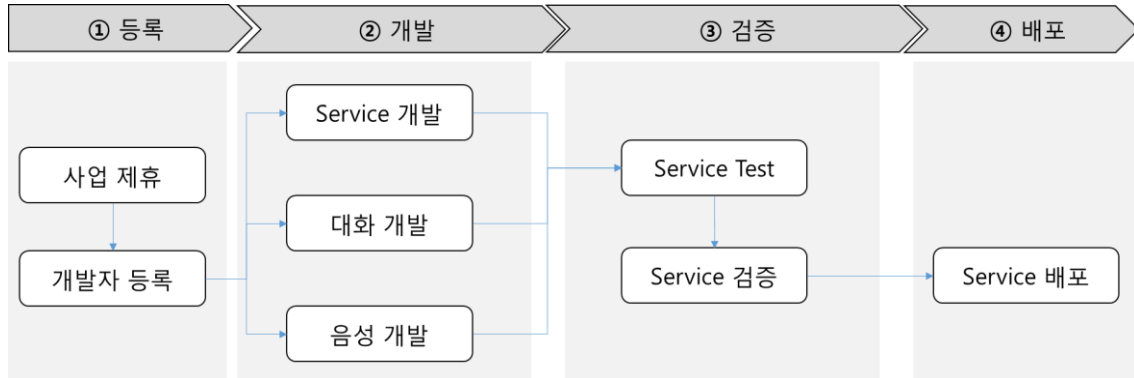 ① 등록
② 개발
③ 검증
④ 배포
사업 제휴
개발자 등록
Service 개발
대화 개발
음성 개발
Service Test
Service 검증
Service 배포